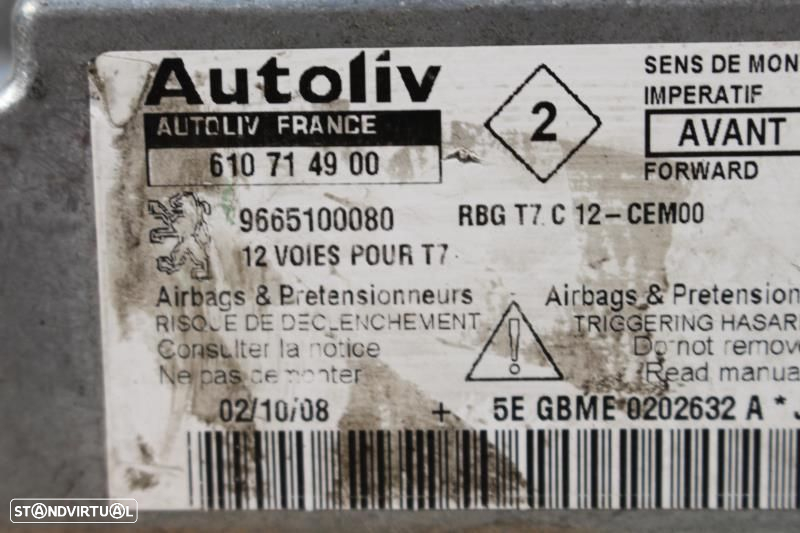 Autoliv
AUTOLIV FRANCE
610 71 49 00
2
SENS DE MON
IMPERATIF
AVANT
FORWARD
9665100080
RBG T7 C 12-CEM00
12 VOIES POUR T7
Airbags & Pretensionneurs
RISQUE DE DECLENCHEMENT
Consulter la notice
Ne pas demonter
Airbags & Pretension
TRIGGERING HASAR
Do not remove
Read manua
02/10/08 + 5E GBME 0202632 A *
STANDVIRTUAL